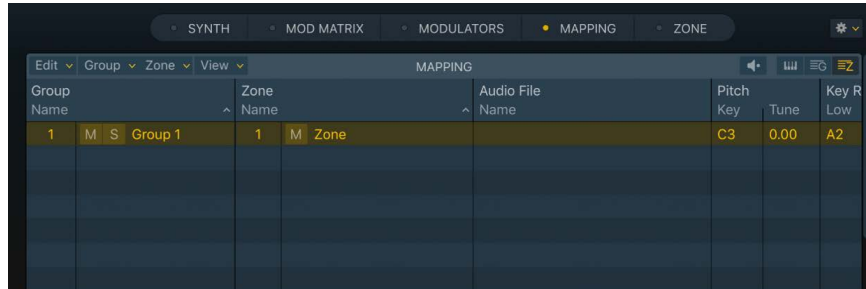 SYNTH MOD MATRIX MODULATORS MAPPING ZONE
Edit Group Zone View MAPPING G Z
Group Zone Audio File Pitch Key R
Name Name Name Key Tune Low
1 M S Group 1 1 M Zone C3 0.00 A2